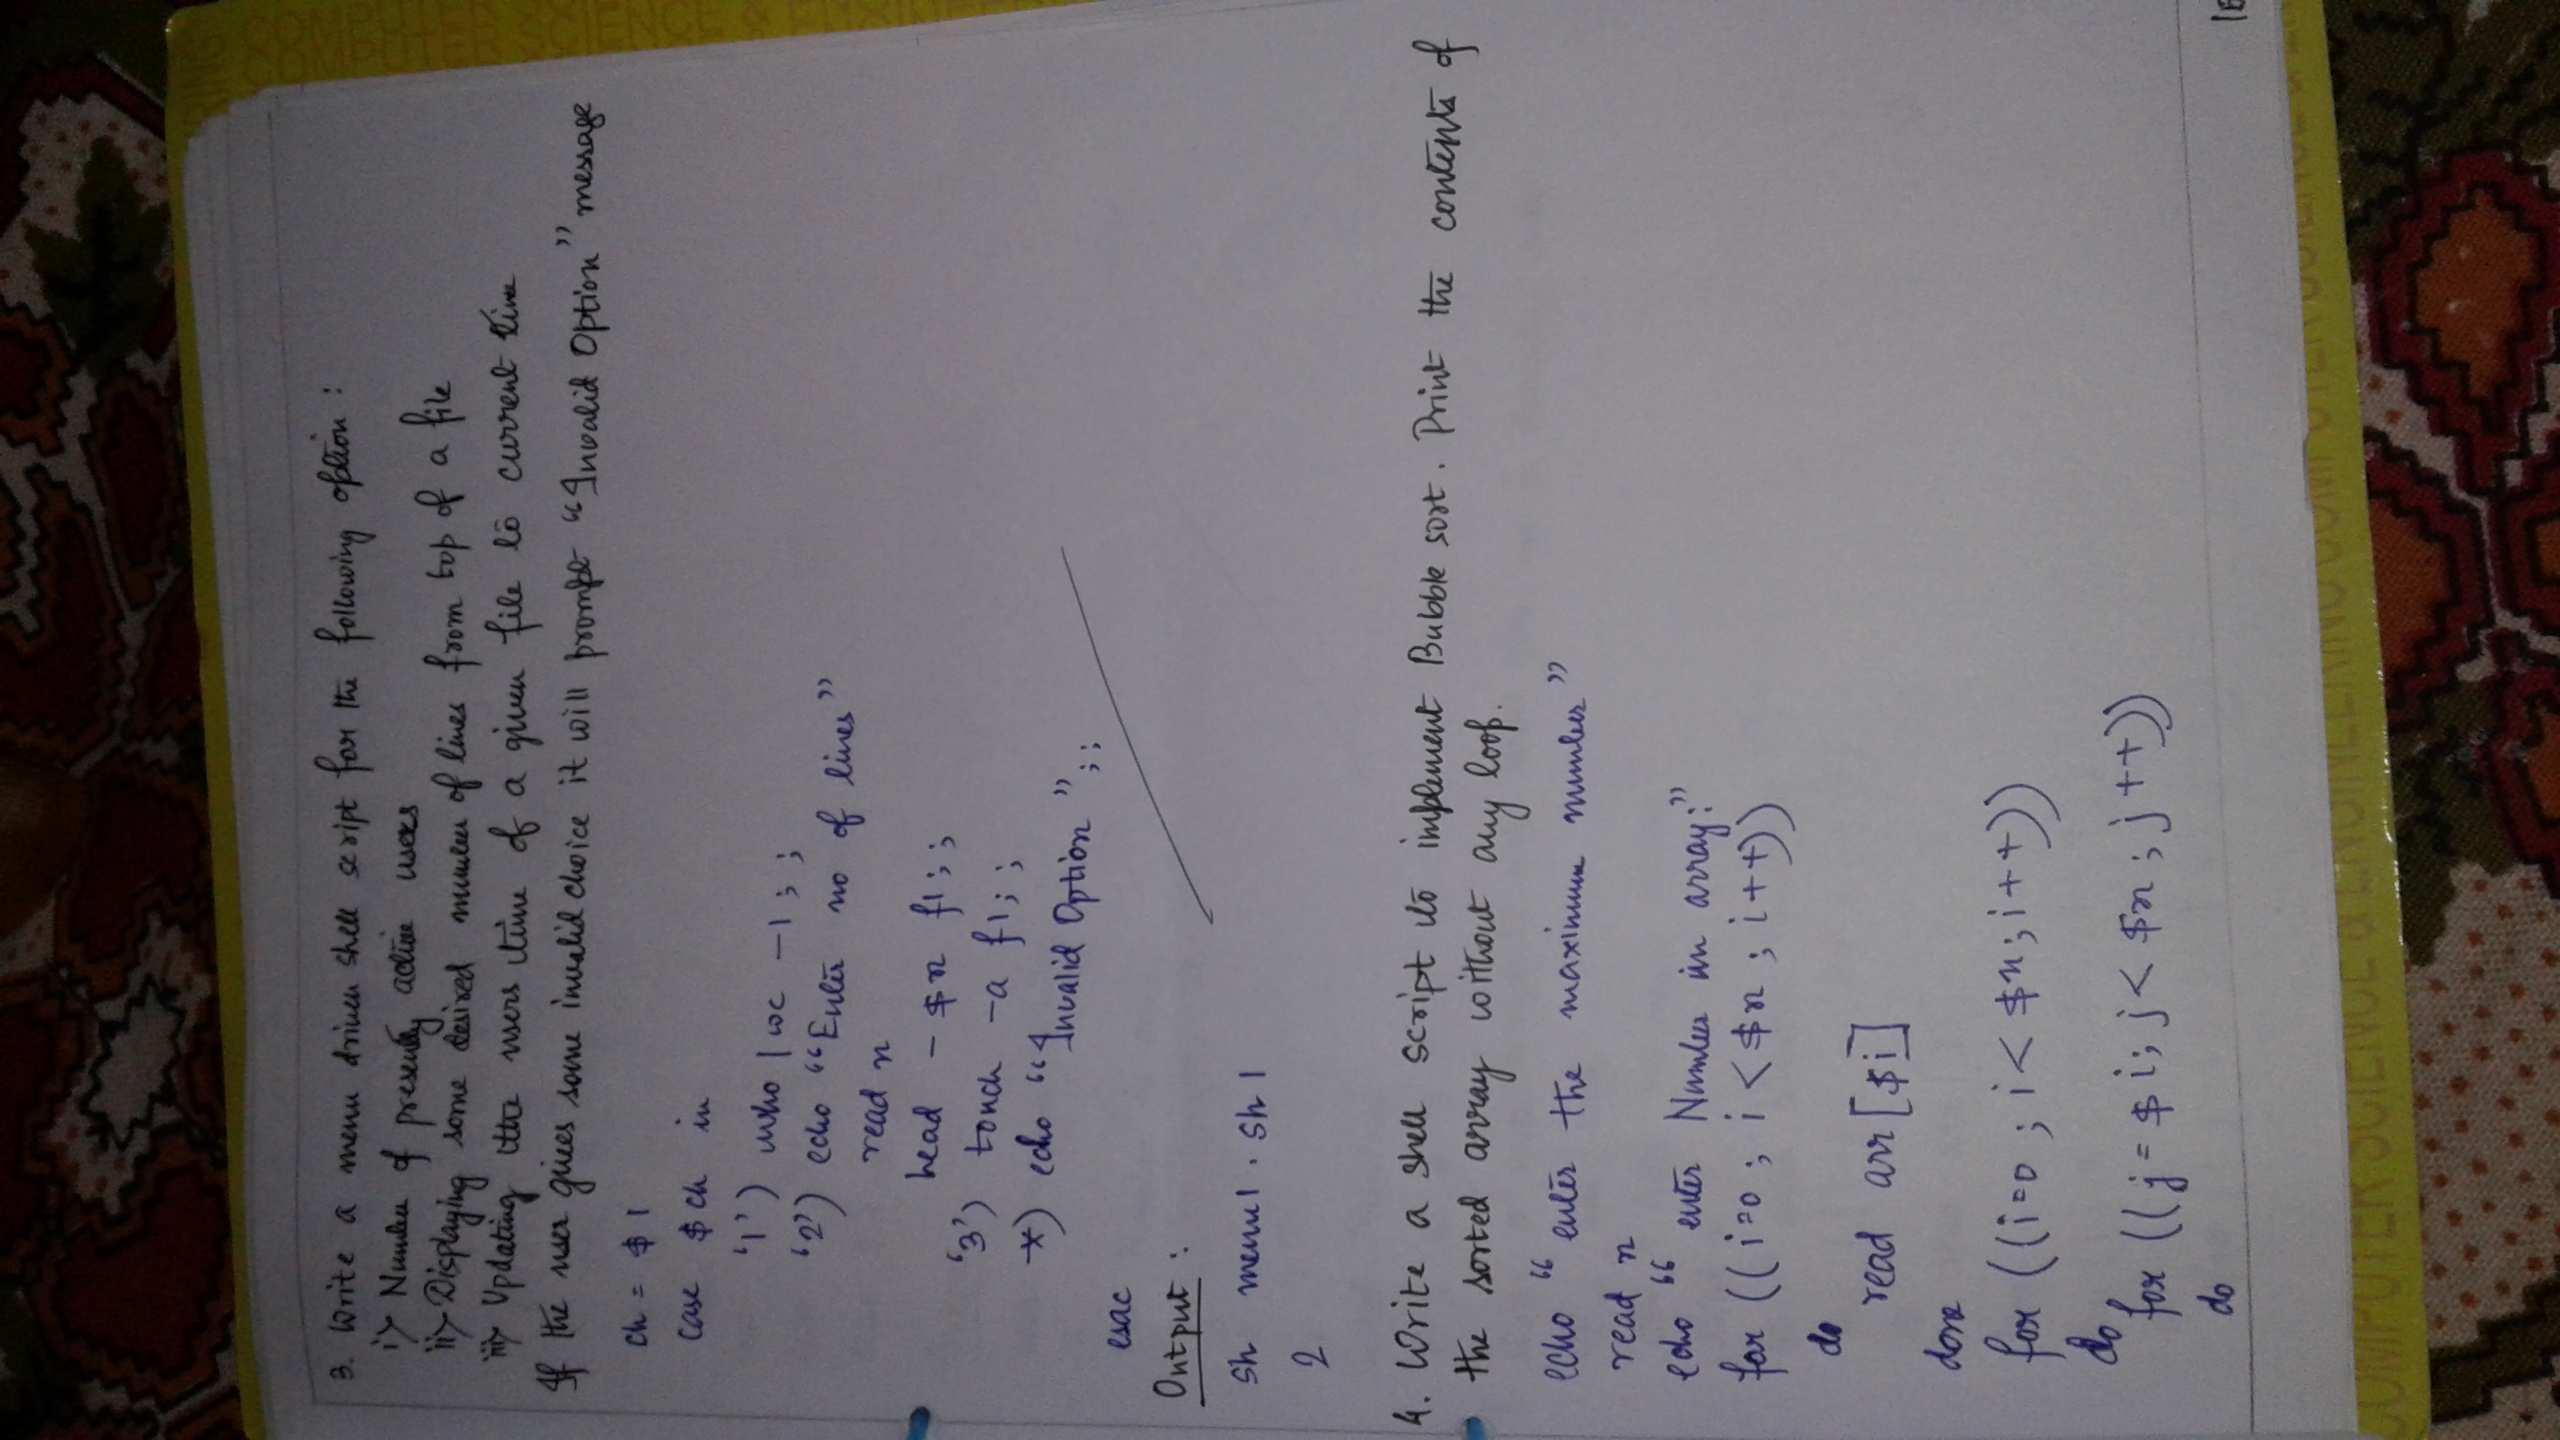 3. Write a menu driven shell script for the following option :
i> Number of presently active users
ii> Displaying some desired number of lines from top of a file
iii> Updating the users time of a given file to current time
If the user gives some invalid choice it will prompt "Invalid Option" message
ch = $1
case $ch in
'1') who | wc -l ; ;
'2') echo "Enter no of lines"
read n
head - $n f1 ; ;
'3') touch -a f1 ; ;
*) echo "Invalid Option" ; ;
esac
Output :
sh menu1 . sh 1
2
4. Write a shell script to implement Bubble sort. Print the contents of
the sorted array without any loop.
echo "enter the maximum number"
read n
echo "enter Number in array:"
for ((i=0 ; i < $n ; i++))
do
read arr [$i]
done
for ((i=0 ; i < $n ; i++))
do
for ((j = $i ; j < $n ; j++))
do
COMPUTER SCIENCE & ENGINEERING COMPUTER SCIENCE &